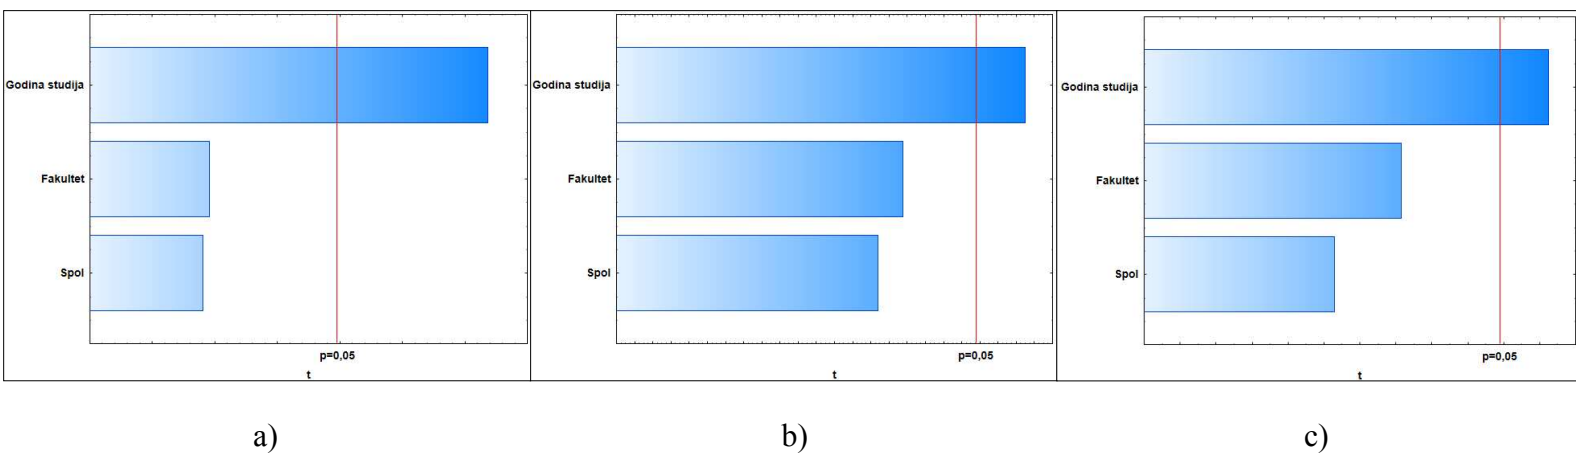 Godina studija
Fakultet
Spol
p=0,05
t
Godina studija
Fakultet
Spol
p=0,05
t
Godina studija
Fakultet
Spol
p=0,05
t
a)
b)
c)